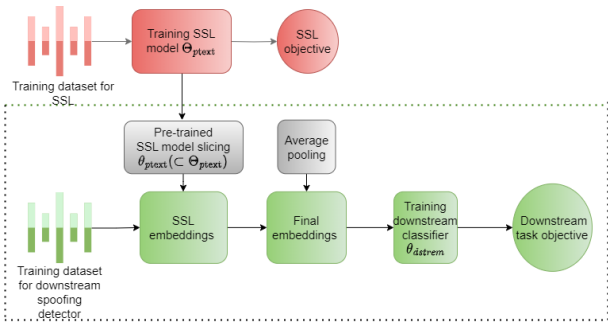 Training SSL
model Θptext
SSL
objective
Training dataset for
SSL
Pre-trained
SSL model slicing
θptext(⊂ Θptext)
Average
pooling
SSL
embeddings
Final
embeddings
Training
downstream
classifier
θdstrem
Downstream
task objective
Training dataset
for downstream
spoofing
detector